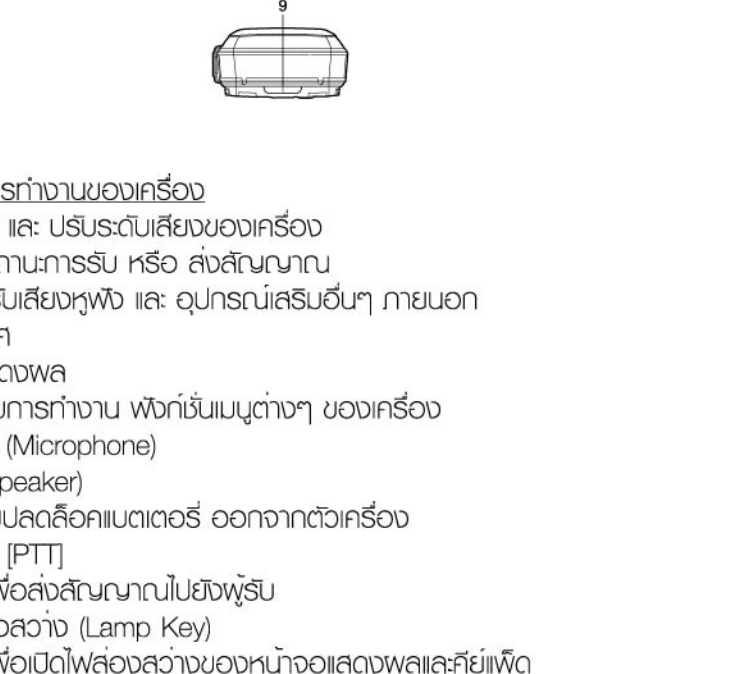 9
รทำงานของเครื่อง
และ ปรับระดับเสียงของเครื่อง
ถานะการรับ หรือ ส่งสัญญาณ
ับเสียงหูฟัง และ อุปกรณ์เสริมอื่นๆ ภายนอก
ศ
ดงผล
มการทำงาน ฟังก์ชั่นเมนูต่างๆ ของเครื่อง
(Microphone)
peaker)
มปลดล็อคแบตเตอรี่ ออกจากตัวเครื่อง
[PTT]
พื่อส่งสัญญาณไปยังผู้รับ
งสว่าง (Lamp Key)
พื่อเปิดไฟส่องสว่างของหน้าจอแสดงผลและคีย์แพ็ด